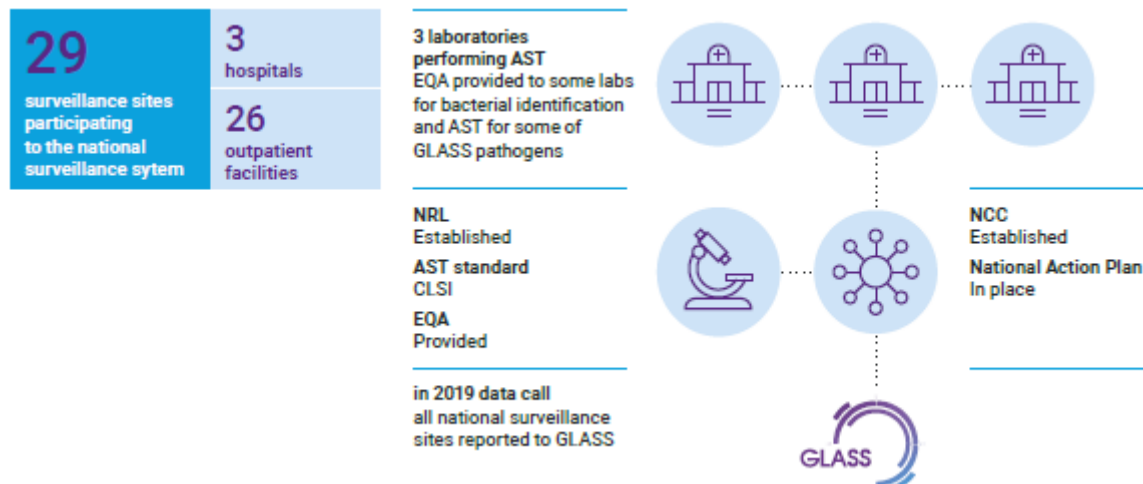 29
surveillance sites
participating
to the national
surveillance sytem
3
hospitals
26
outpatient
facilities
3 laboratories
performing AST
EQA provided to some labs
for bacterial identification
and AST for some of
GLASS pathogens
NRL
Established
AST standard
CLSI
EQA
Provided
NCC
Established
National Action Plan
In place
in 2019 data call
all national surveillance
sites reported to GLASS
GLASS